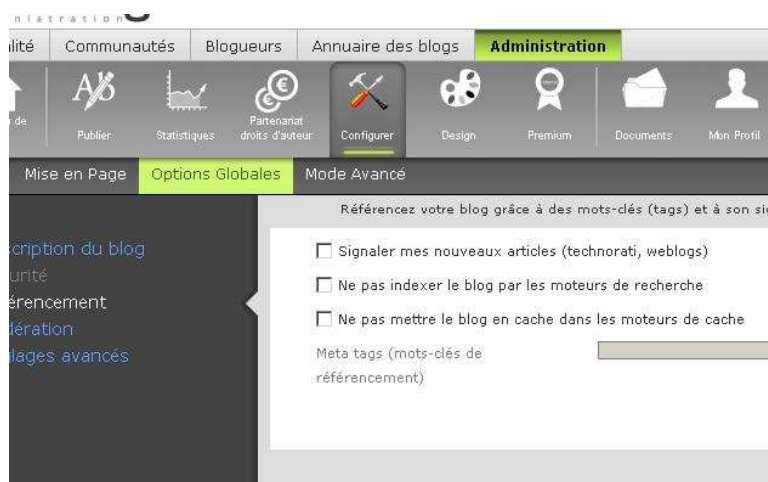 nistration
alité Communautés Blogueurs Annuaire des blogs Administration
de Publier Statistiques Partenariat droits d'auteur Configurer Design Premium Documents Mon Profil
Mise en Page Options Globales Mode Avancé
Référencez votre blog grâce à des mots-clés (tags) et à son si
cription du blog
urité
érencement
dération
lages avancés
Signaler mes nouveaux articles (technorati, weblogs)
Ne pas indexer le blog par les moteurs de recherche
Ne pas mettre le blog en cache dans les moteurs de cache
Meta tags (mots-clés de
référencement)